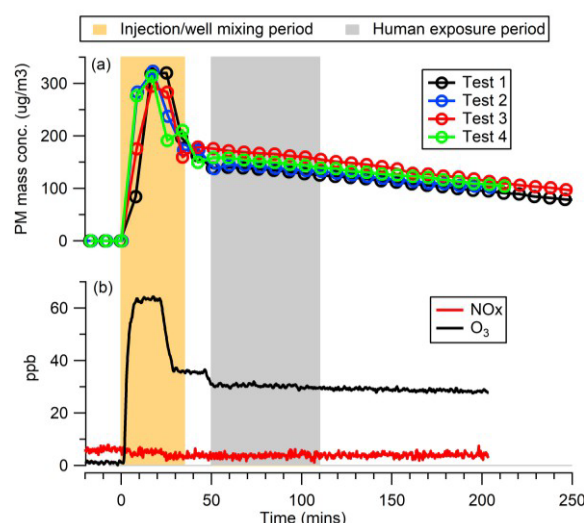 Injection/well mixing period
Human exposure period
(a)
PM mass conc. (ug/m3)
300
200
100
0
Test 1
Test 2
Test 3
Test 4
(b)
ppb
60
40
20
0
NOx
O₃
0 50 100 150 200 250
Time (mins)